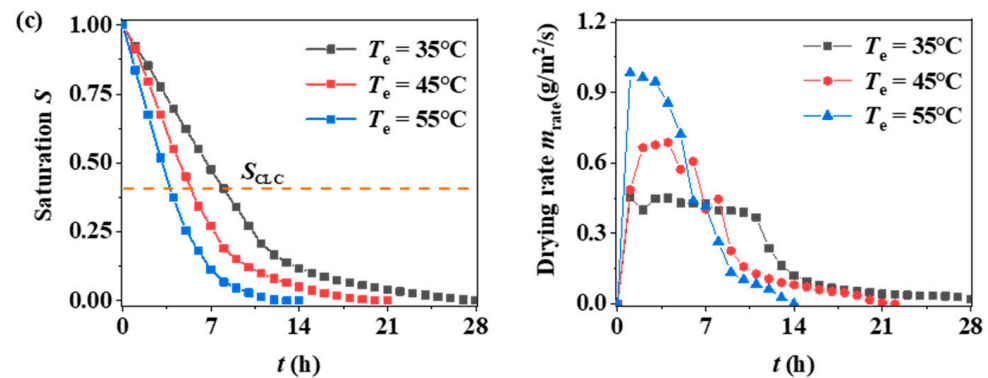 (c)
1.00
0.75
0.50
0.25
0.00
Saturation S
Te = 35°C
Te = 45°C
Te = 55°C
SCLC
0 7 14 21 28
t (h)
1.2
0.9
0.6
0.3
0.0
Drying rate mrate(g/m²/s)
Te = 35°C
Te = 45°C
Te = 55°C
0 7 14 21 28
t (h)